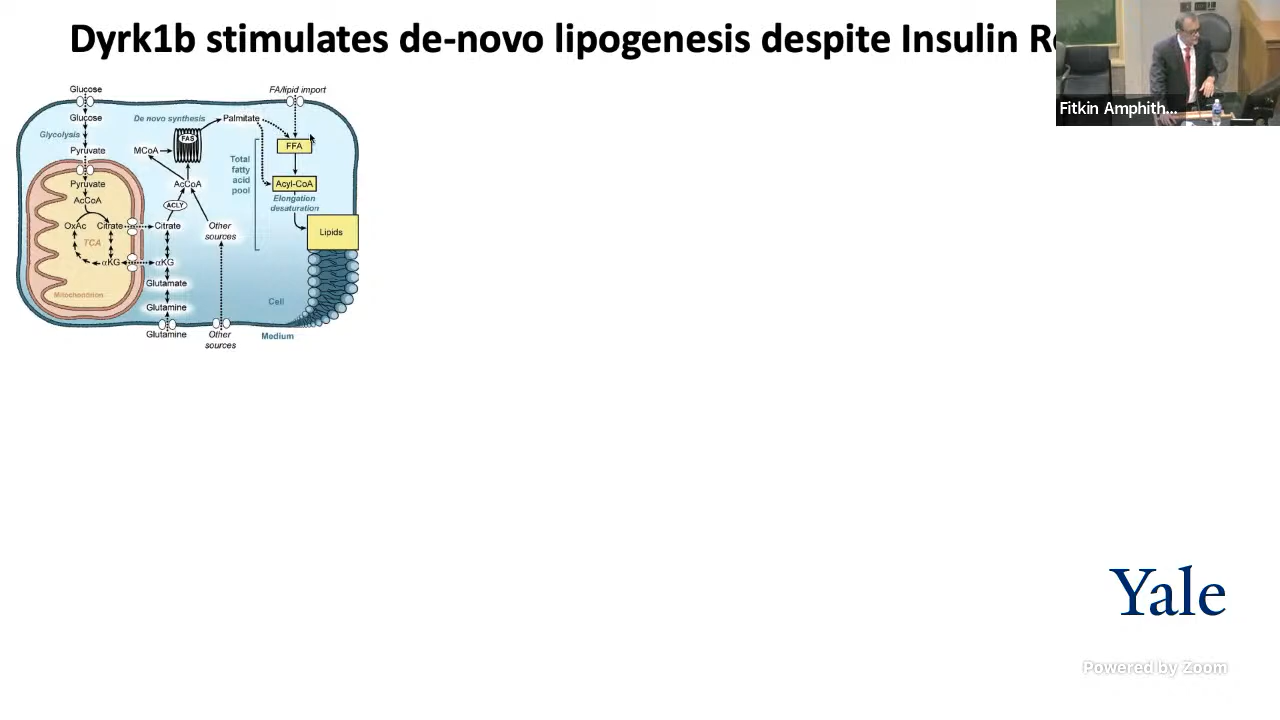 Dyrk1b stimulates de-novo lipogenesis despite Insulin R
Fitkin Amphith...
Glucose
FA/lipid import
Glucose
De novo synthesis
Palmitate
Glycolysis
FAS
FFA
Pyruvate
MCoA
Total
fatty
acid
pool
Pyruvate
AcCoA
Acyl-CoA
AcCoA
ACLY
Elongation
desaturation
OxAc
Citrate
Citrate
Other
sources
Lipids
TCA
αKG
αKG
Glutamate
Mitochondrion
Glutamine
Cell
Glutamine
Other
sources
Medium
Yale
Powered by Zoom